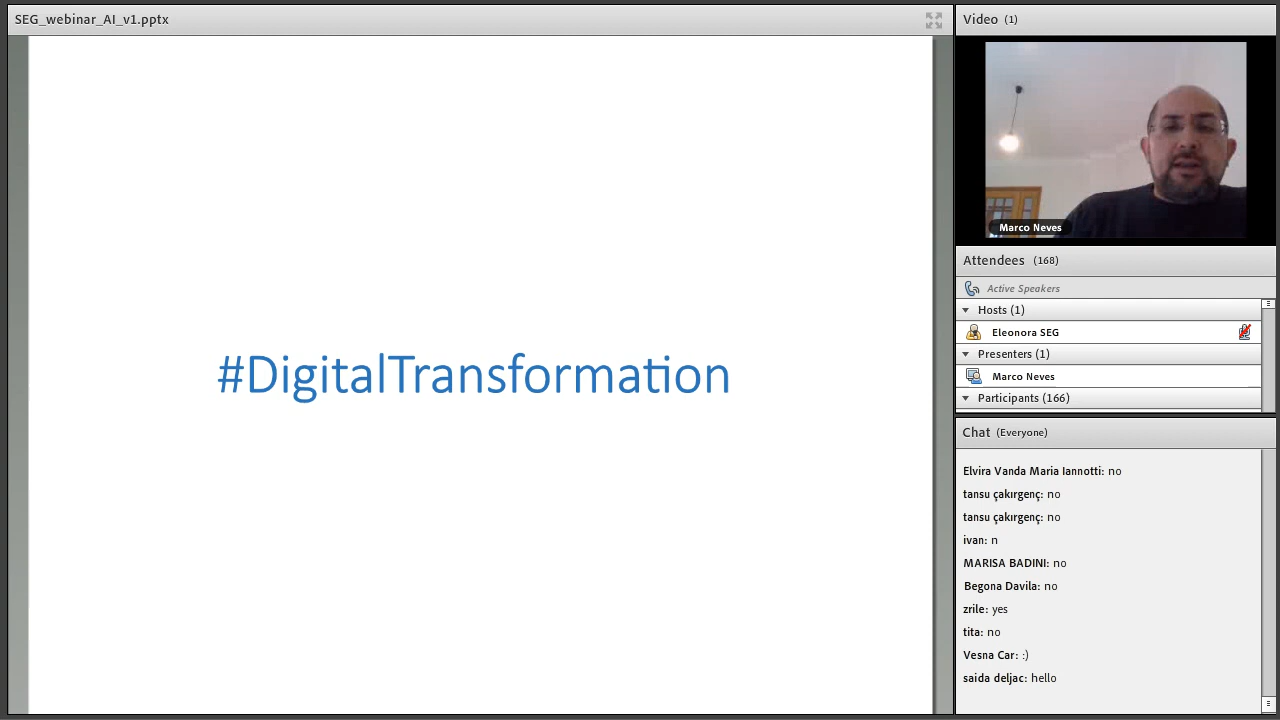 SEG_webinar_AI_v1.pptx
#DigitalTransformation
Video (1)
Marco Neves
Attendees (168)
Active Speakers
Hosts (1)
Eleonora SEG
Presenters (1)
Marco Neves
Participants (166)
Chat (Everyone)
Elvira Vanda Maria Iannotti: no
tansu çakırgenç: no
tansu çakırgenç: no
ivan: n
MARISA BADINI: no
Begona Davila: no
zrile: yes
tita: no
Vesna Car: :)
saida deljac: hello